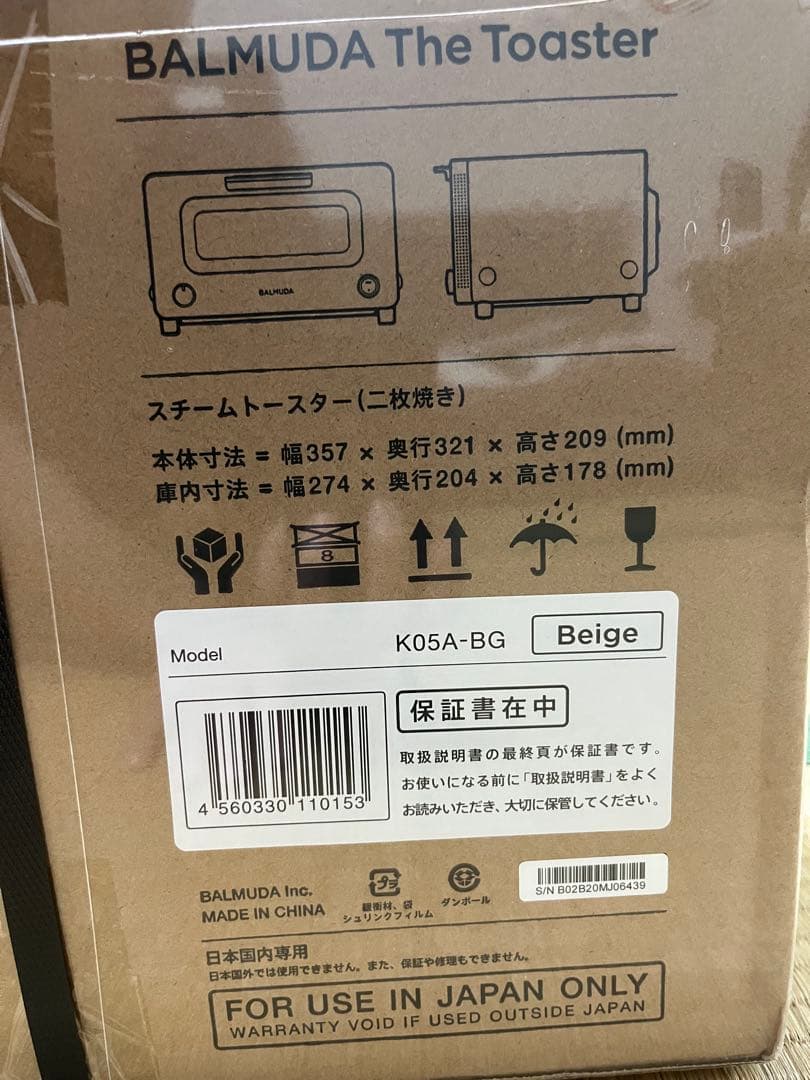 BALMUDA The Toaster
BALMUDA
スチームトースター(二枚焼き)
本体寸法 = 幅357 × 奥行321 × 高さ209 (mm)
庫内寸法 = 幅274 × 奥行204 × 高さ178 (mm)
8
Model K05A-BG Beige
保証書在中
取扱説明書の最終頁が保証書です。
お使いになる前に「取扱説明書」をよく
お読みいただき、大切に保管してください。
4 560330 110153
BALMUDA Inc.
MADE IN CHINA
プラ
緩衝材、袋
シュリンクフィルム
ダンボール
S/N B02B20MJ06439
日本国内専用
日本国外では使用できません。また、保証や修理もできません。
FOR USE IN JAPAN ONLY
WARRANTY VOID IF USED OUTSIDE JAPAN